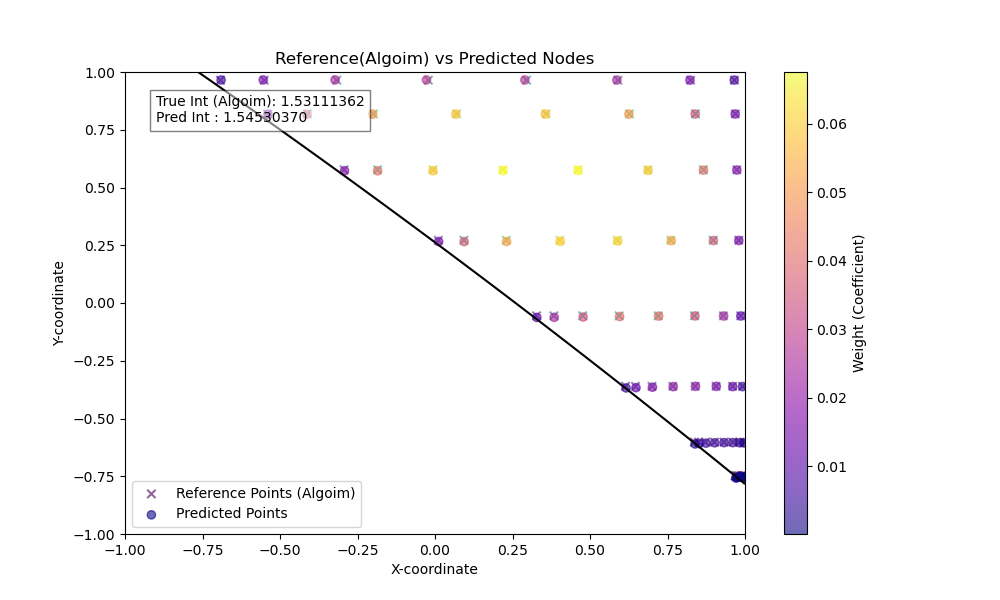 Reference(Algoim) vs Predicted Nodes
True Int (Algoim): 1.53111362
Pred Int : 1.54530370
1.00
0.75
0.50
0.25
0.00
−0.25
−0.50
−0.75
−1.00
Y-coordinate
Reference Points (Algoim)
Predicted Points
−1.00 −0.75 −0.50 −0.25 0.00 0.25 0.50 0.75 1.00
X-coordinate
0.06
0.05
0.04
0.03
0.02
0.01
Weight (Coefficient)